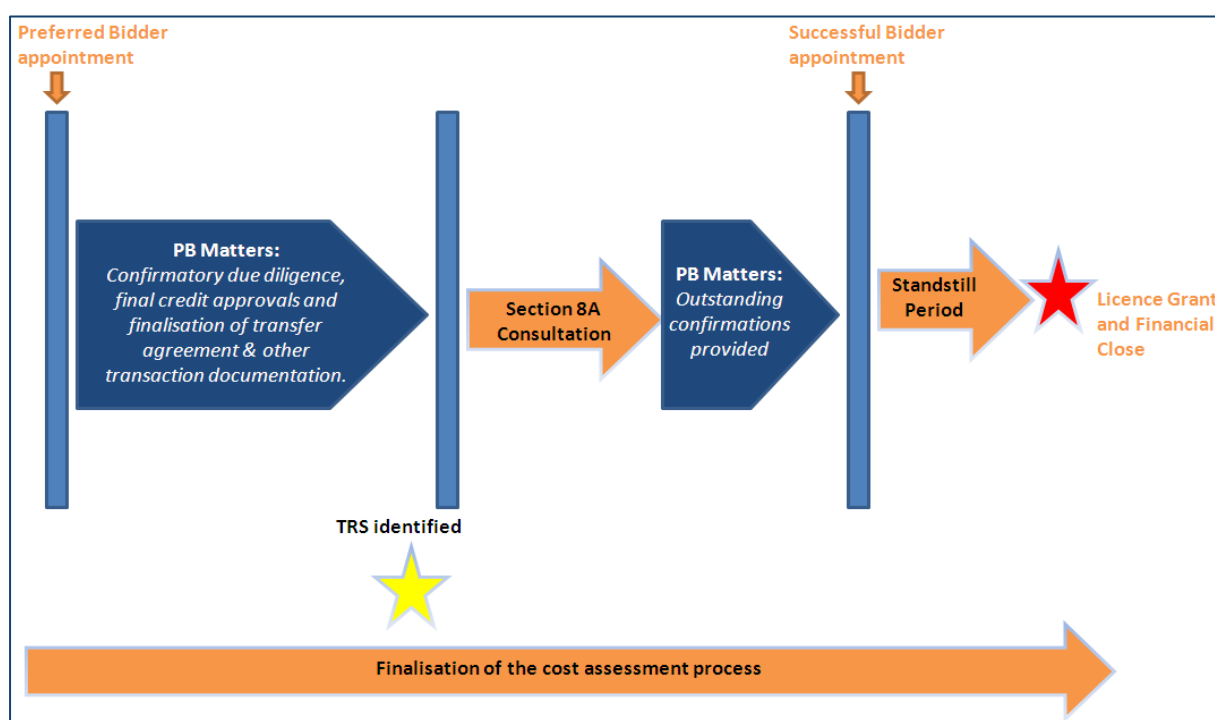 Preferred Bidder
appointment
Successful Bidder
appointment
PB Matters:
Confirmatory due diligence,
final credit approvals and
finalisation of transfer
agreement & other
transaction documentation.
Section 8A
Consultation
PB Matters:
Outstanding
confirmations
provided
Standstill
Period
Licence Grant
and Financial
Close
TRS identified
Finalisation of the cost assessment process